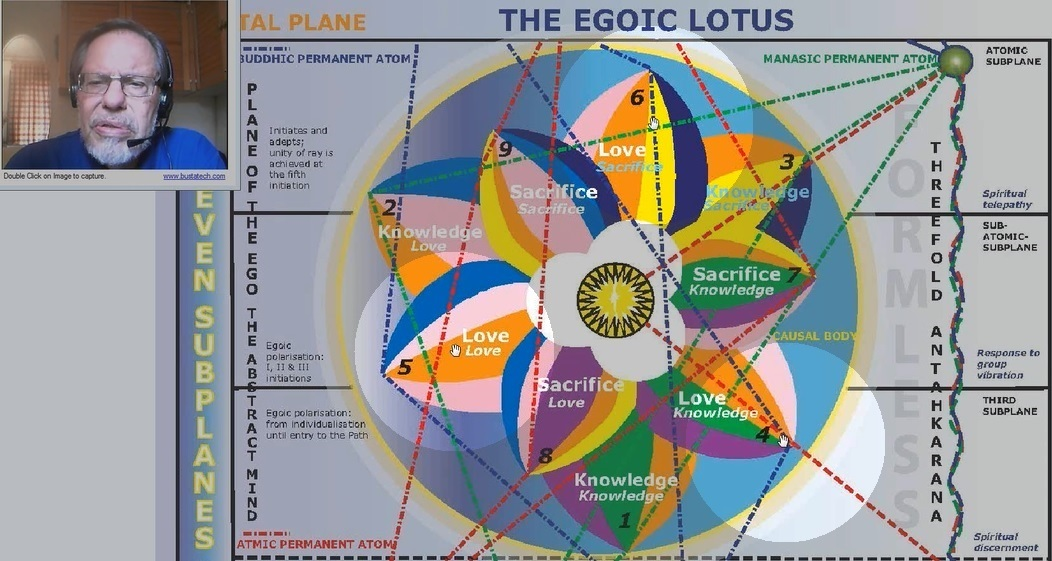 TAL PLANE
THE EGOIC LOTUS
BUDDHIC PERMANENT ATOM
MANASIC PERMANENT ATOM
ATOMIC
SUBPLANE
Double Click on Image to capture.
www.bustatech.com
EVEN SUBPLANES
PLANE OF THE EGO THE ABSTRACT MIND
Initiates and
adepts;
unity of ray is
achieved at
the fifth
initiation
6
Love
Sacrifice
9
Sacrifice
Sacrifice
3
Knowledge
Sacrifice
2
Knowledge
Love
Sacrifice
Knowledge
7
CAUSAL BODY
Love
Love
5
Sacrifice
Love
8
Love
Knowledge
4
Knowledge
Knowledge
1
Egoic
polarisation:
I, II & III
initiations
Egoic polarisation:
from individualisation
until entry to the Path
ATMIC PERMANENT ATOM
FORMLESS
THREEFOLD ANTAHKARANA
Spiritual
telepathy
SUB-
ATOMIC-
SUBPLANE
Response to
group
vibration
THIRD
SUBPLANE
Spiritual
discernment